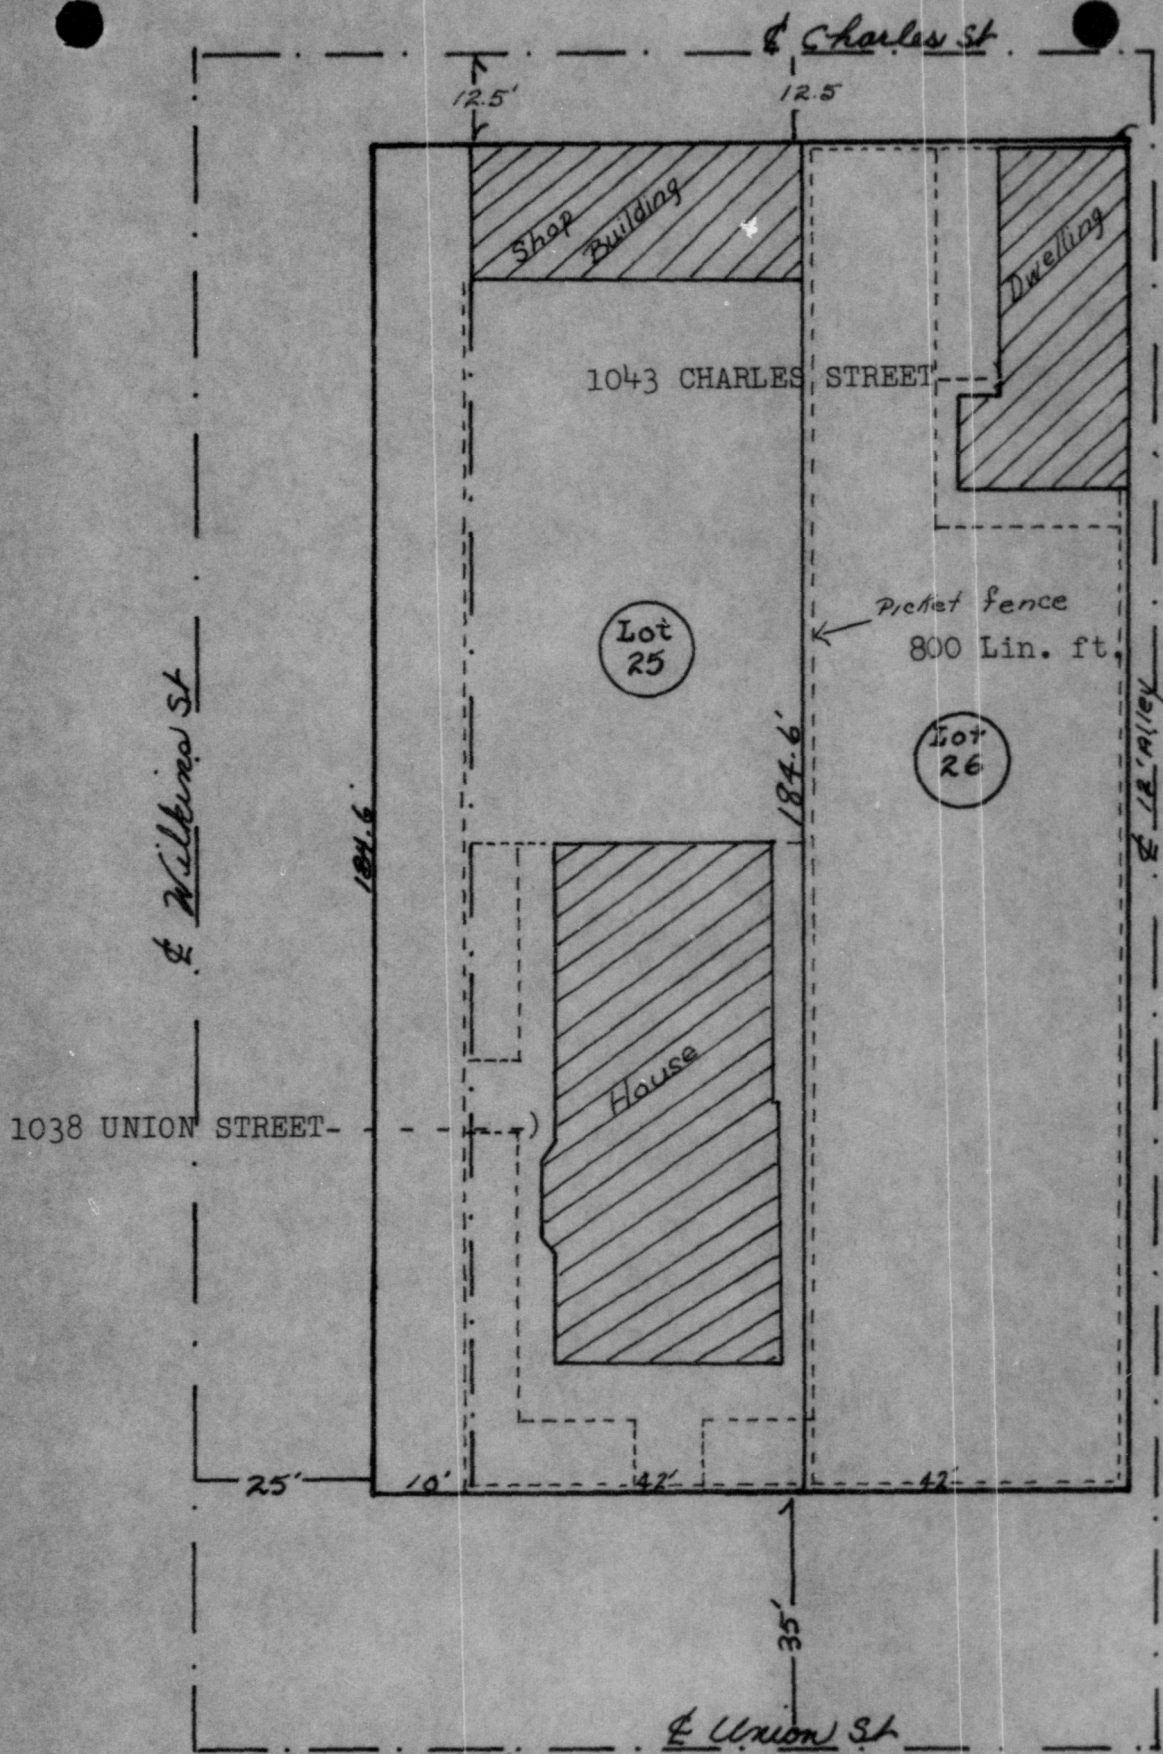 ℄ Charles St
12.5'
12.5
Shop
Building
Dwelling
1043 CHARLES STREET
Picket fence
800 Lin. ft.
Lot
25
184.6'
Lot
26
℄ 12' Alley
℄ Wilkins St
184.6'
House
1038 UNION STREET- - - - - - -)
25'
10'
42'
42'
35'
℄ Union St